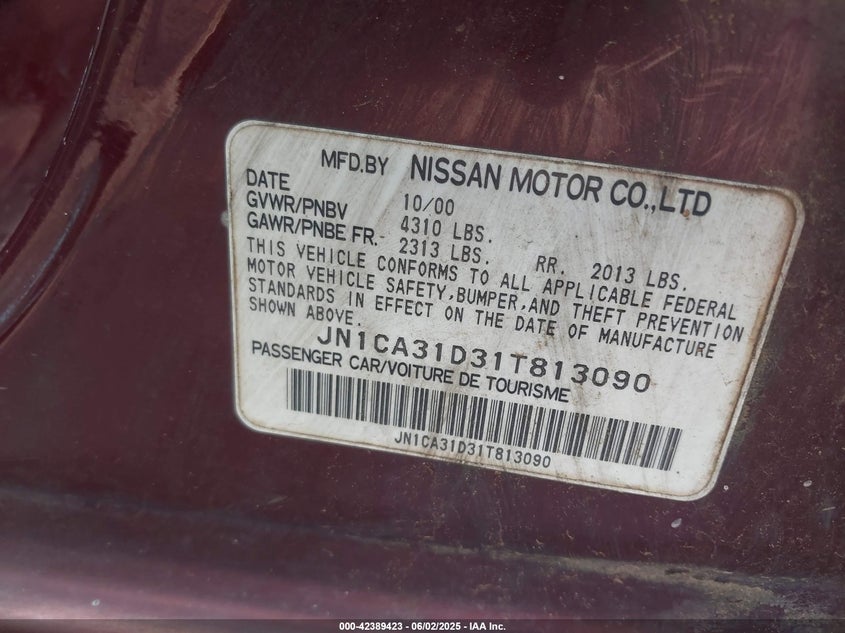 MFD.BY NISSAN MOTOR CO.,LTD
DATE 10/00
GVWR/PNBV 4310 LBS.
GAWR/PNBE FR.- 2313 LBS. RR. 2013 LBS.
THIS VEHICLE CONFORMS TO ALL APPLICABLE FEDERAL
MOTOR VEHICLE SAFETY,BUMPER,AND THEFT PREVENTION
STANDARDS IN EFFECT ON THE DATE OF MANUFACTURE
SHOWN ABOVE.
JN1CA31D31T813090
PASSENGER CAR/VOITURE DE TOURISME
JN1CA31D31T813090
000-42389423 - 06/02/2025 - IAA Inc.